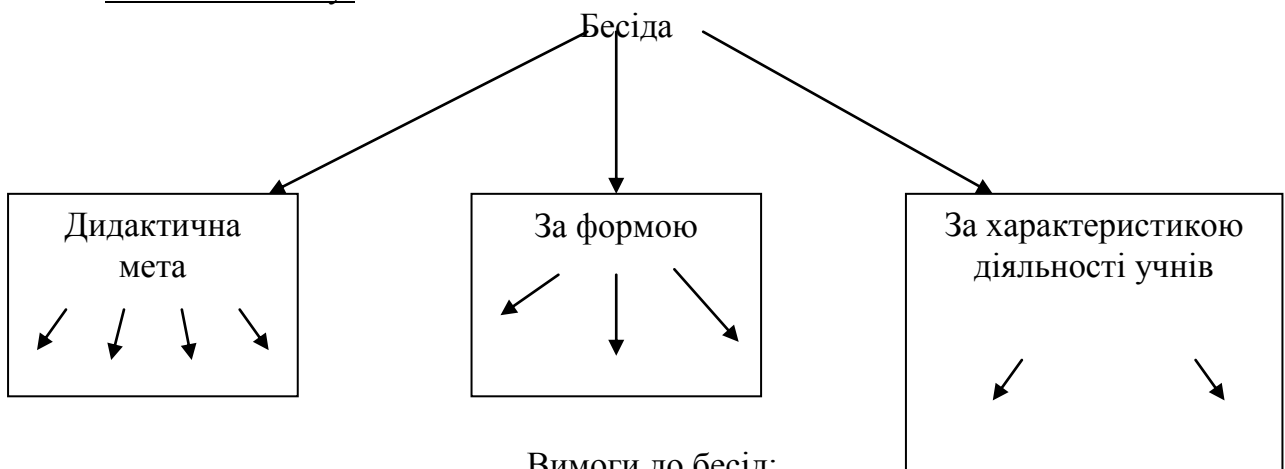 Бесіда
Дидактична
мета
За формою
За характеристикою
діяльності учнів
Вимоги до бесід: